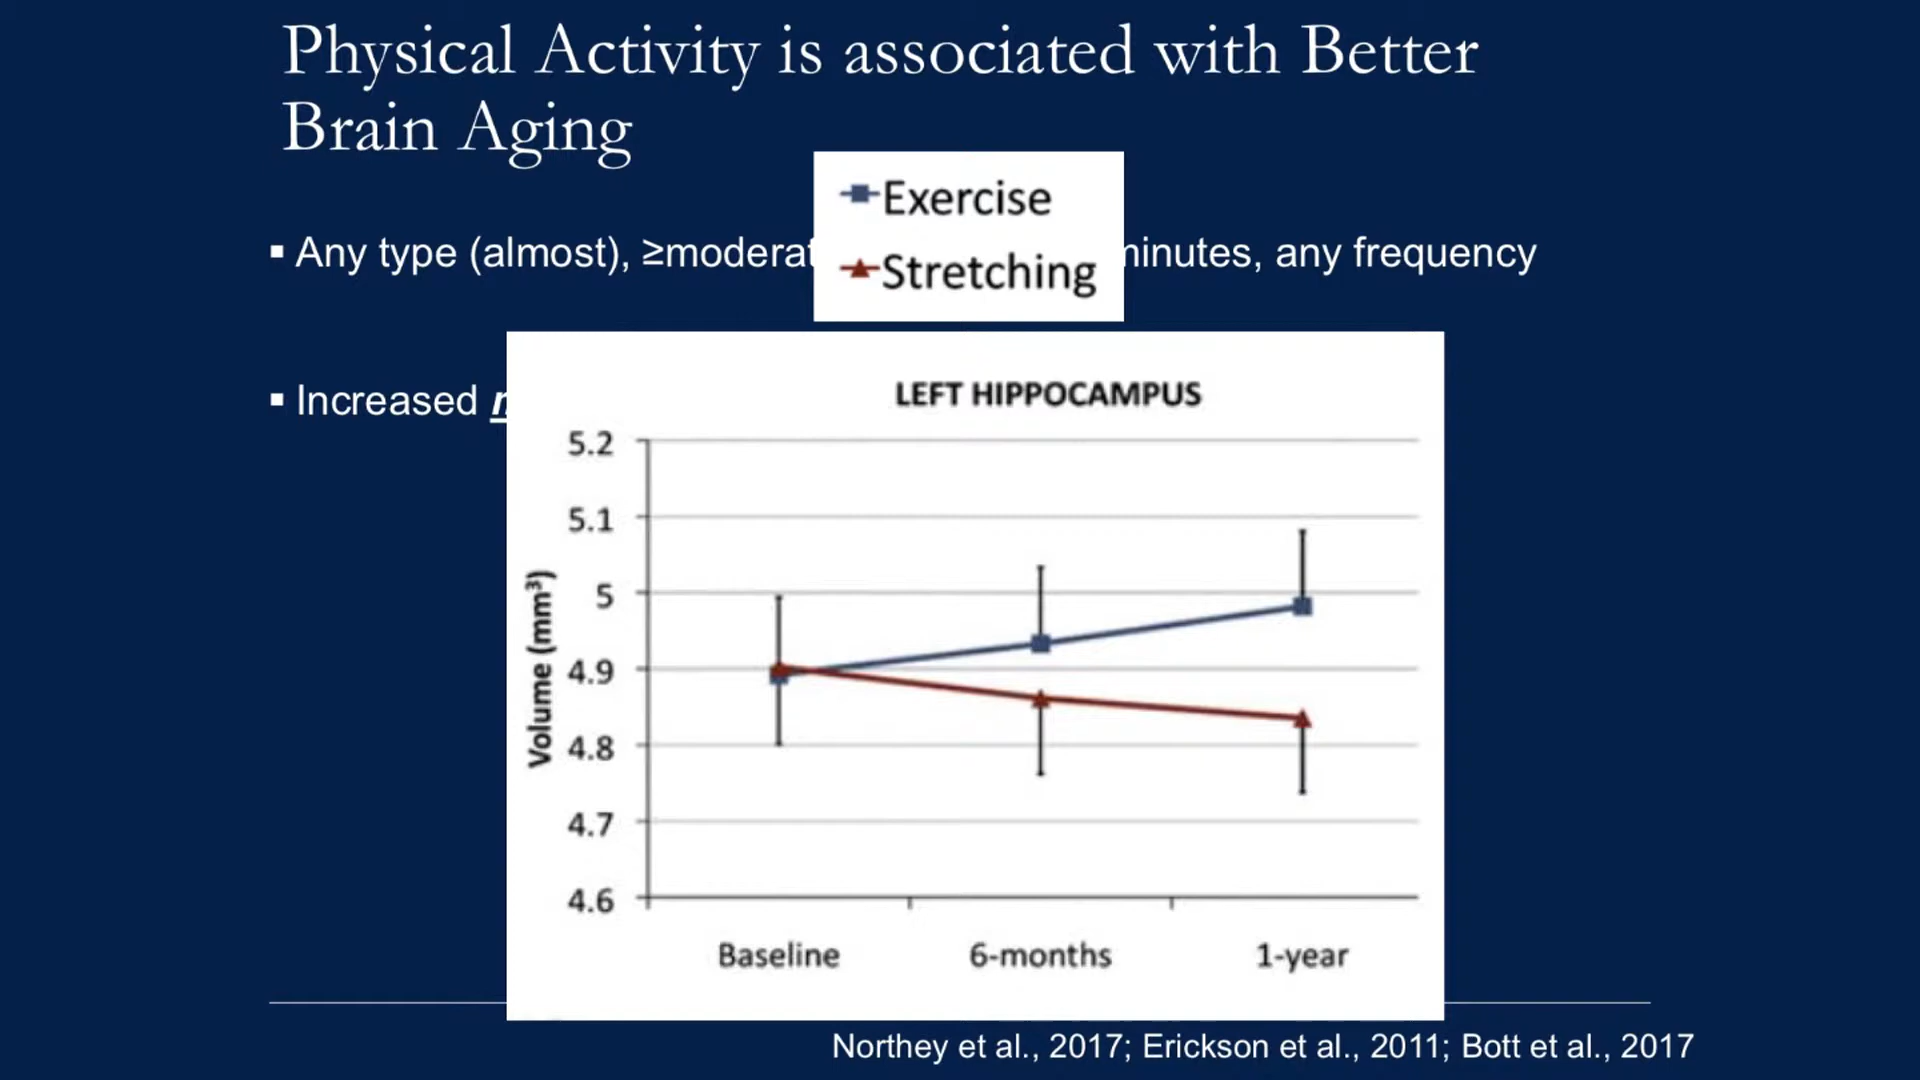 Physical Activity is associated with Better
Brain Aging
Exercise
Stretching
▪ Any type (almost), minutes, any frequency
▪ Increased
LEFT HIPPOCAMPUS
5.2
5.1
5
4.9
4.8
4.7
4.6
Volume (mm³)
Baseline 6-months 1-year
Northey et al., 2017; Erickson et al., 2011; Bott et al., 2017